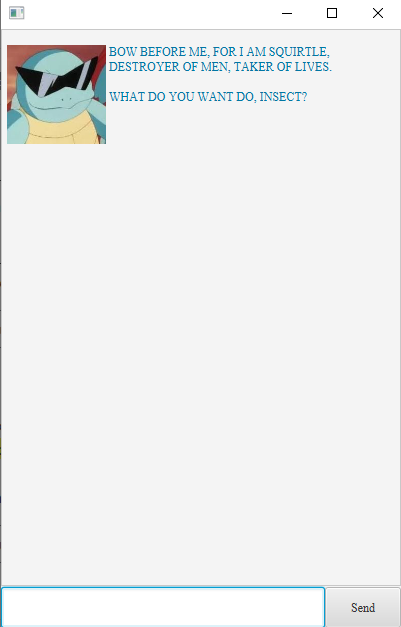 BOW BEFORE ME, FOR I AM SQUIRTLE,
DESTROYER OF MEN, TAKER OF LIVES.
WHAT DO YOU WANT DO, INSECT?
Send